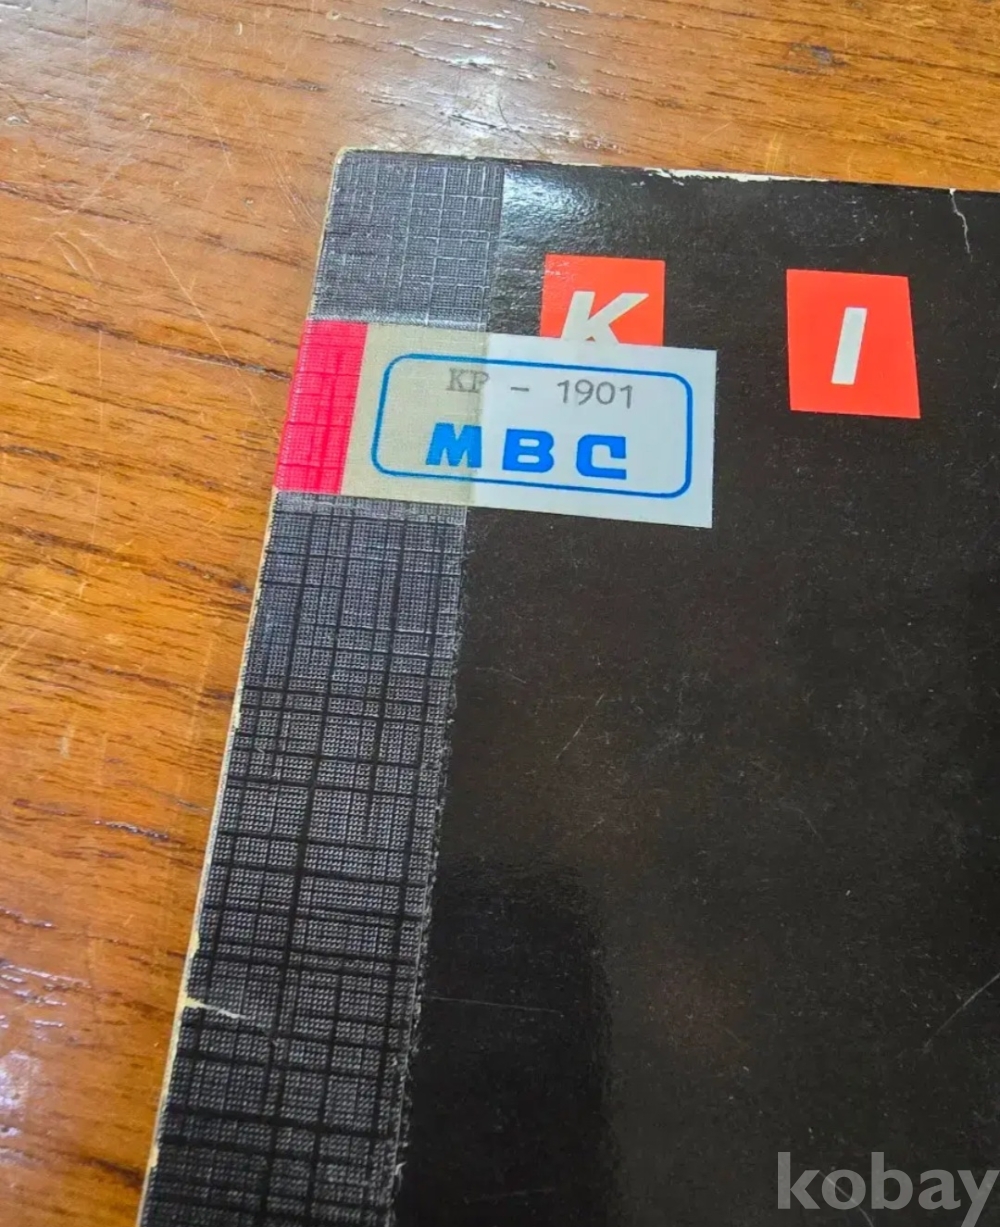 K I
KP - 1901
MBC
kobay